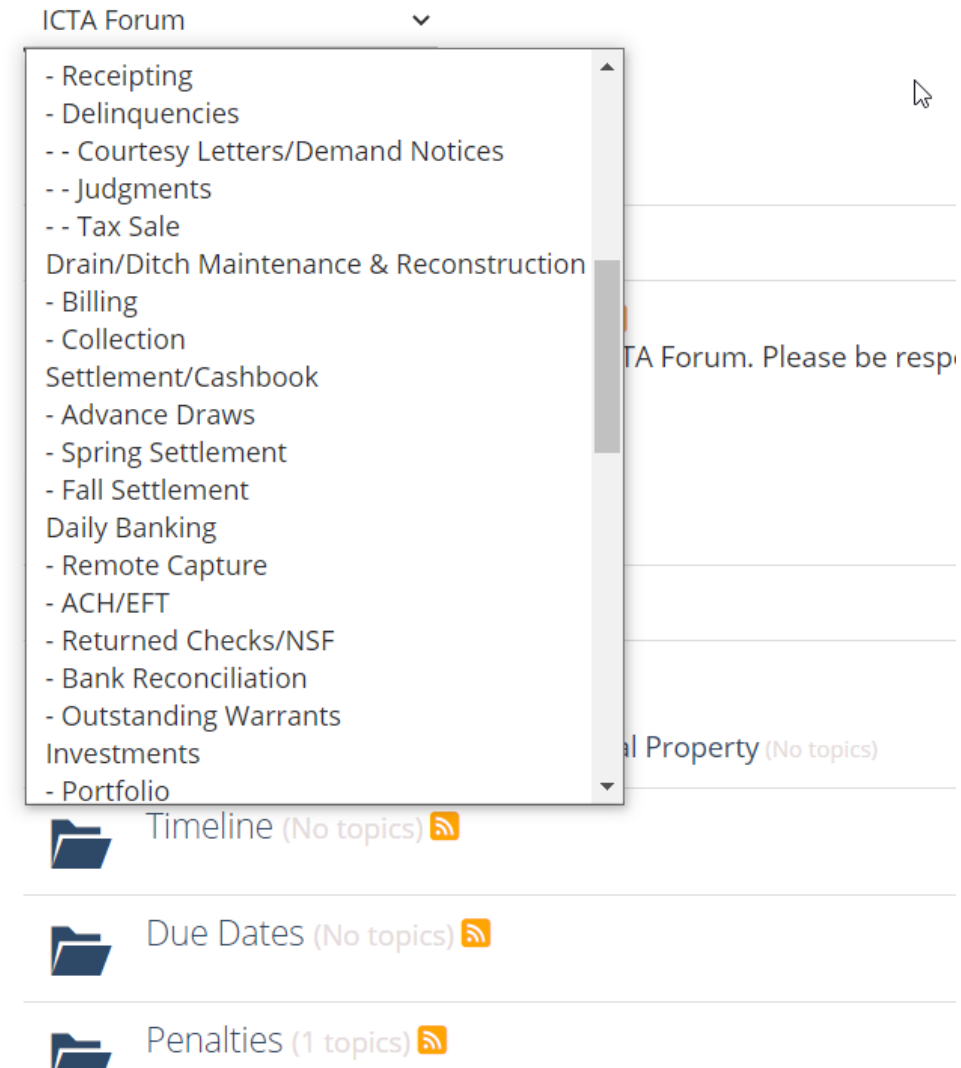 ICTA Forum
- Receipting
- Delinquencies
- - Courtesy Letters/Demand Notices
- - Judgments
- - Tax Sale
Drain/Ditch Maintenance & Reconstruction
- Billing
- Collection
TA Forum. Please be resp
Settlement/Cashbook
- Advance Draws
- Spring Settlement
- Fall Settlement
Daily Banking
- Remote Capture
- ACH/EFT
- Returned Checks/NSF
- Bank Reconciliation
- Outstanding Warrants
Investments
al Property (No topics)
- Portfolio
Timeline (No topics)
Due Dates (No topics)
Penalties (1 topics)